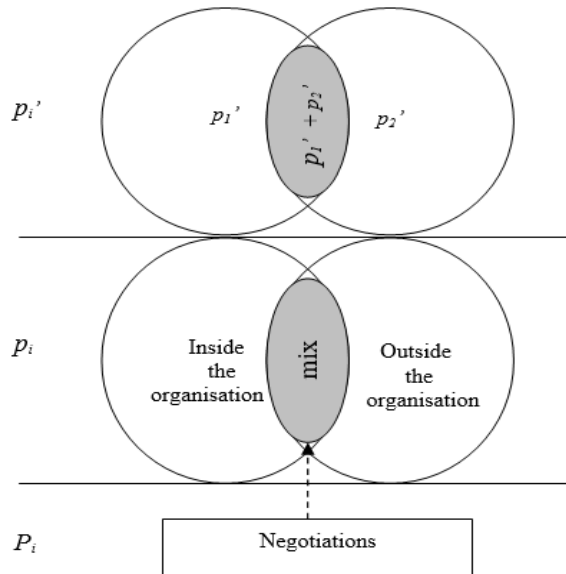 pi’
p1’
p1’ + p2’
p2’
pi
Inside
the
organisation
mix
Outside
the
organisation
Pi
Negotiations